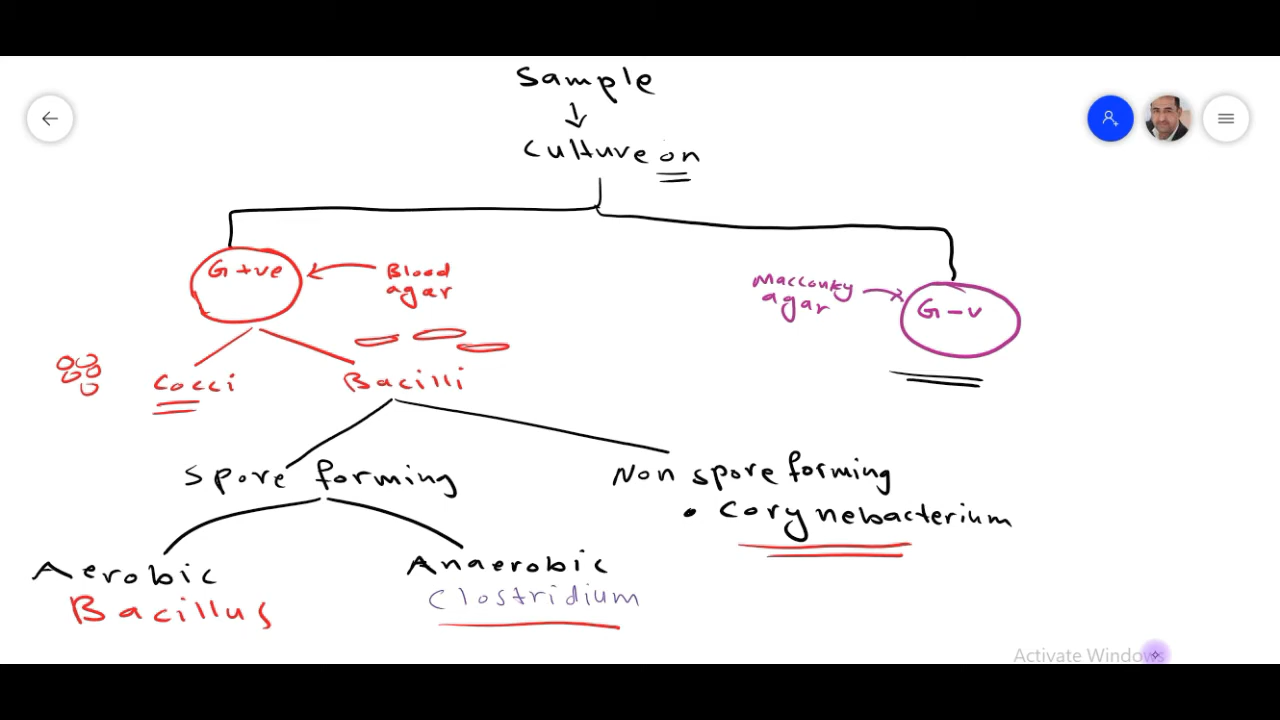 Sample
Culture on
G +ve
Blood
agar
Macconky
agar
G - v
Cocci
Bacilli
Spore forming
Non spore forming
• Corynebacterium
Aerobic
Bacillus
Anaerobic
Clostridium
Activate Windows